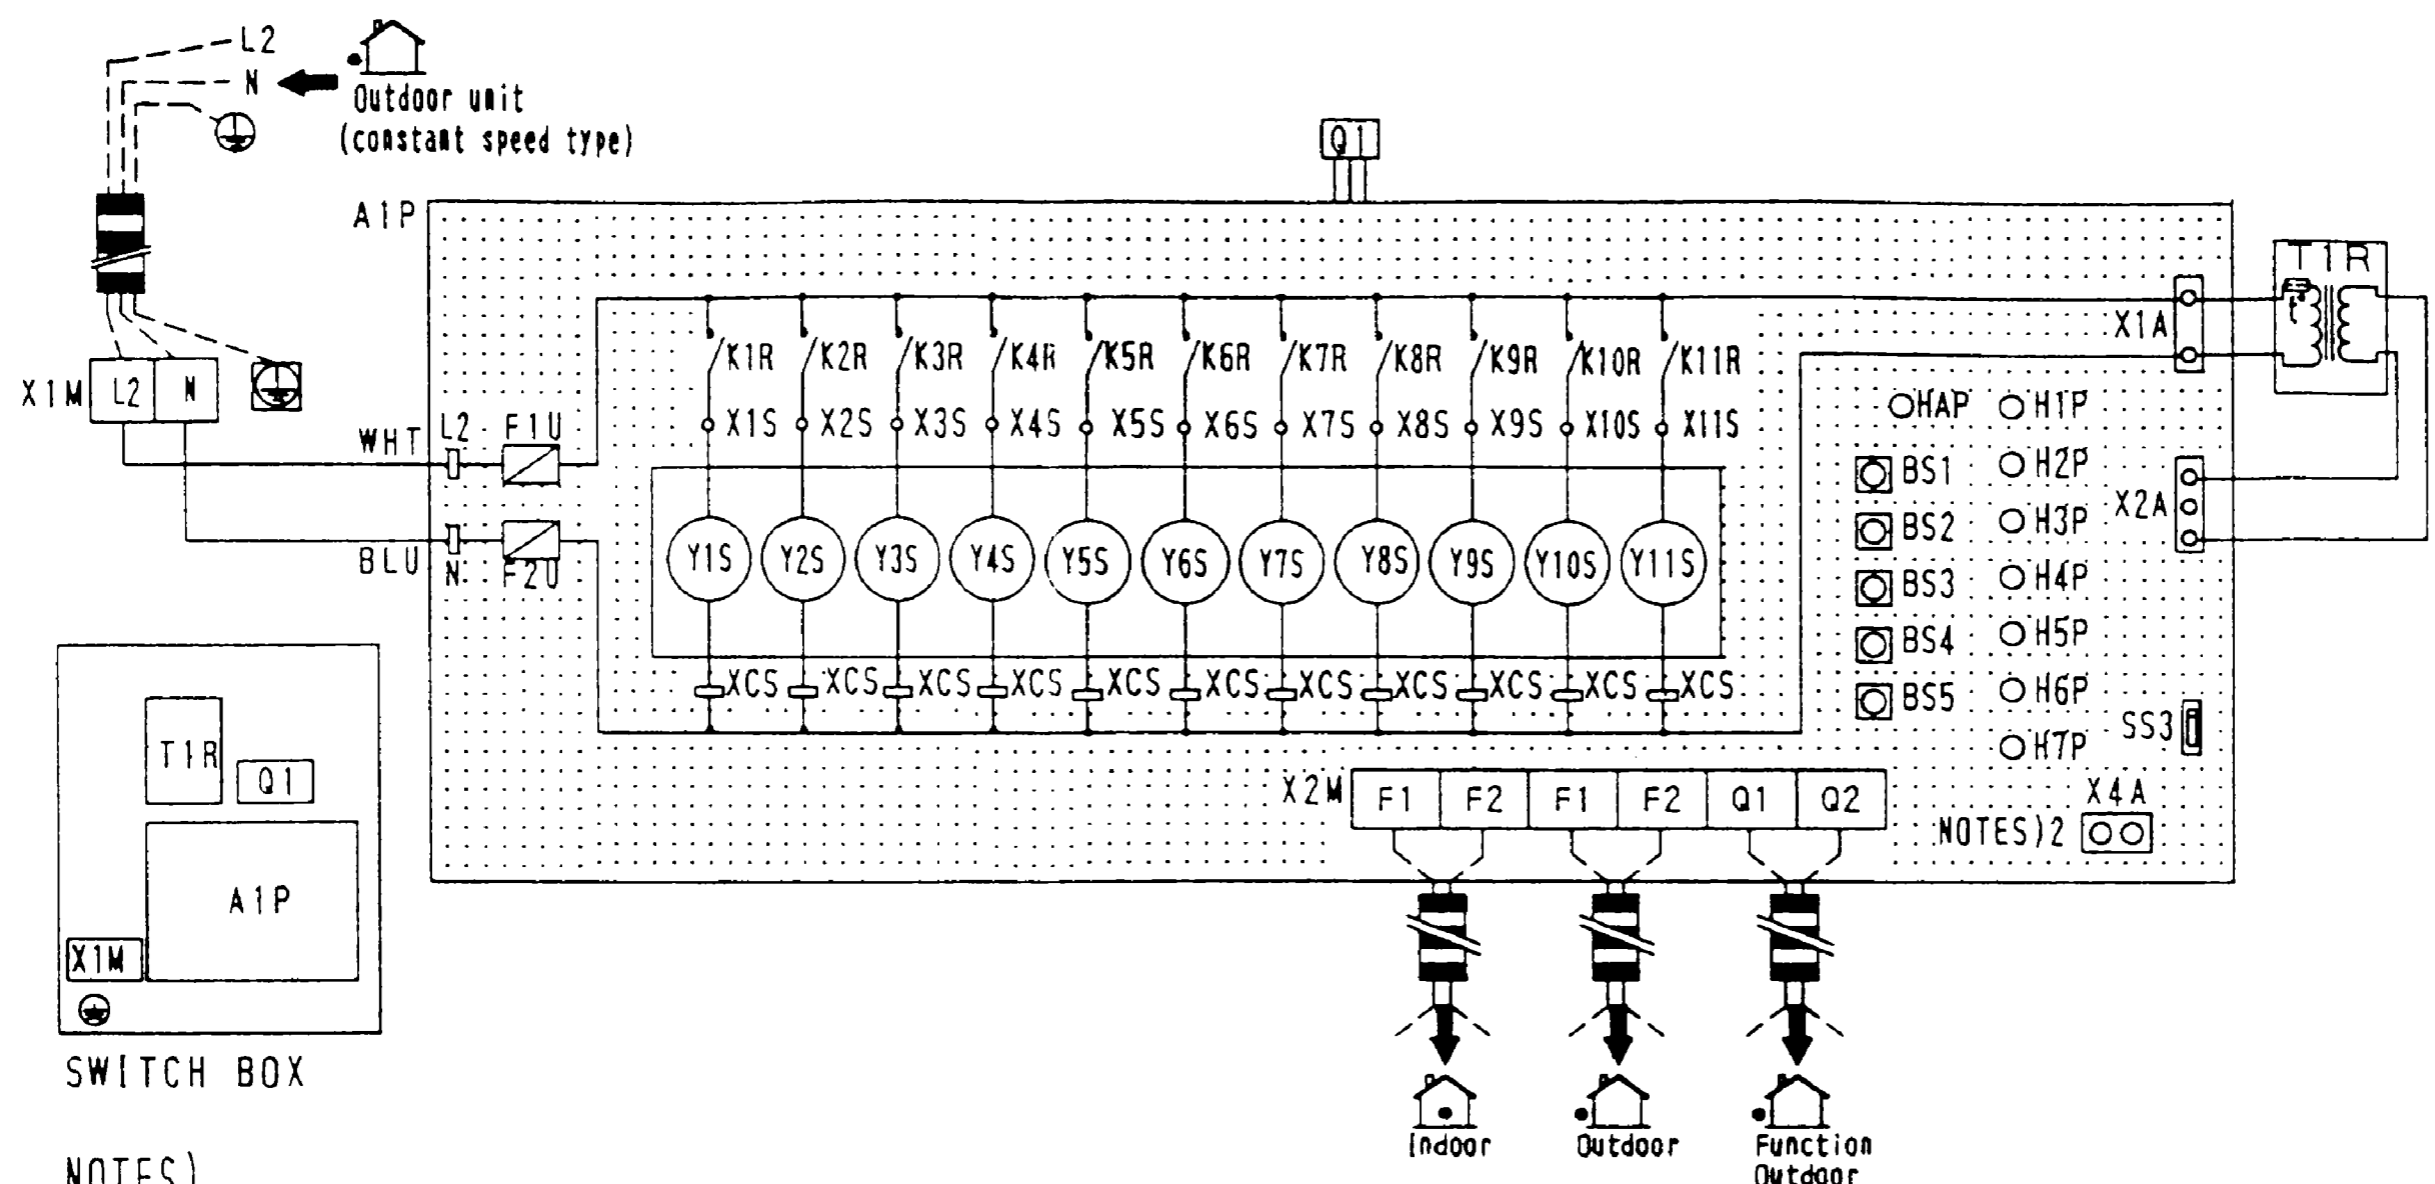 L2
N
Outdoor unit
(constant speed type)
Q1
A1P
T1R
X1A
K1R K2R K3R K4R K5R K6R K7R K8R K9R K10R K11R
X1M L2 N
HAP H1P
X1S X2S X3S X4S X5S X6S X7S X8S X9S X10S X11S
WHT L2 F1U
BS1 H2P
X2A
BS2 H3P
BLU N F2U
Y1S Y2S Y3S Y4S Y5S Y6S Y7S Y8S Y9S Y10S Y11S
BS3 H4P
BS4 H5P
XCS XCS XCS XCS XCS XCS XCS XCS XCS XCS XCS
BS5 H6P
SS3
H7P
X2M F1 F2 F1 F2 Q1 Q2
X4A
NOTES)2
T1R
Q1
A1P
X1M
SWITCH BOX
Indoor
Outdoor
Function
Outdoor
NOTES)